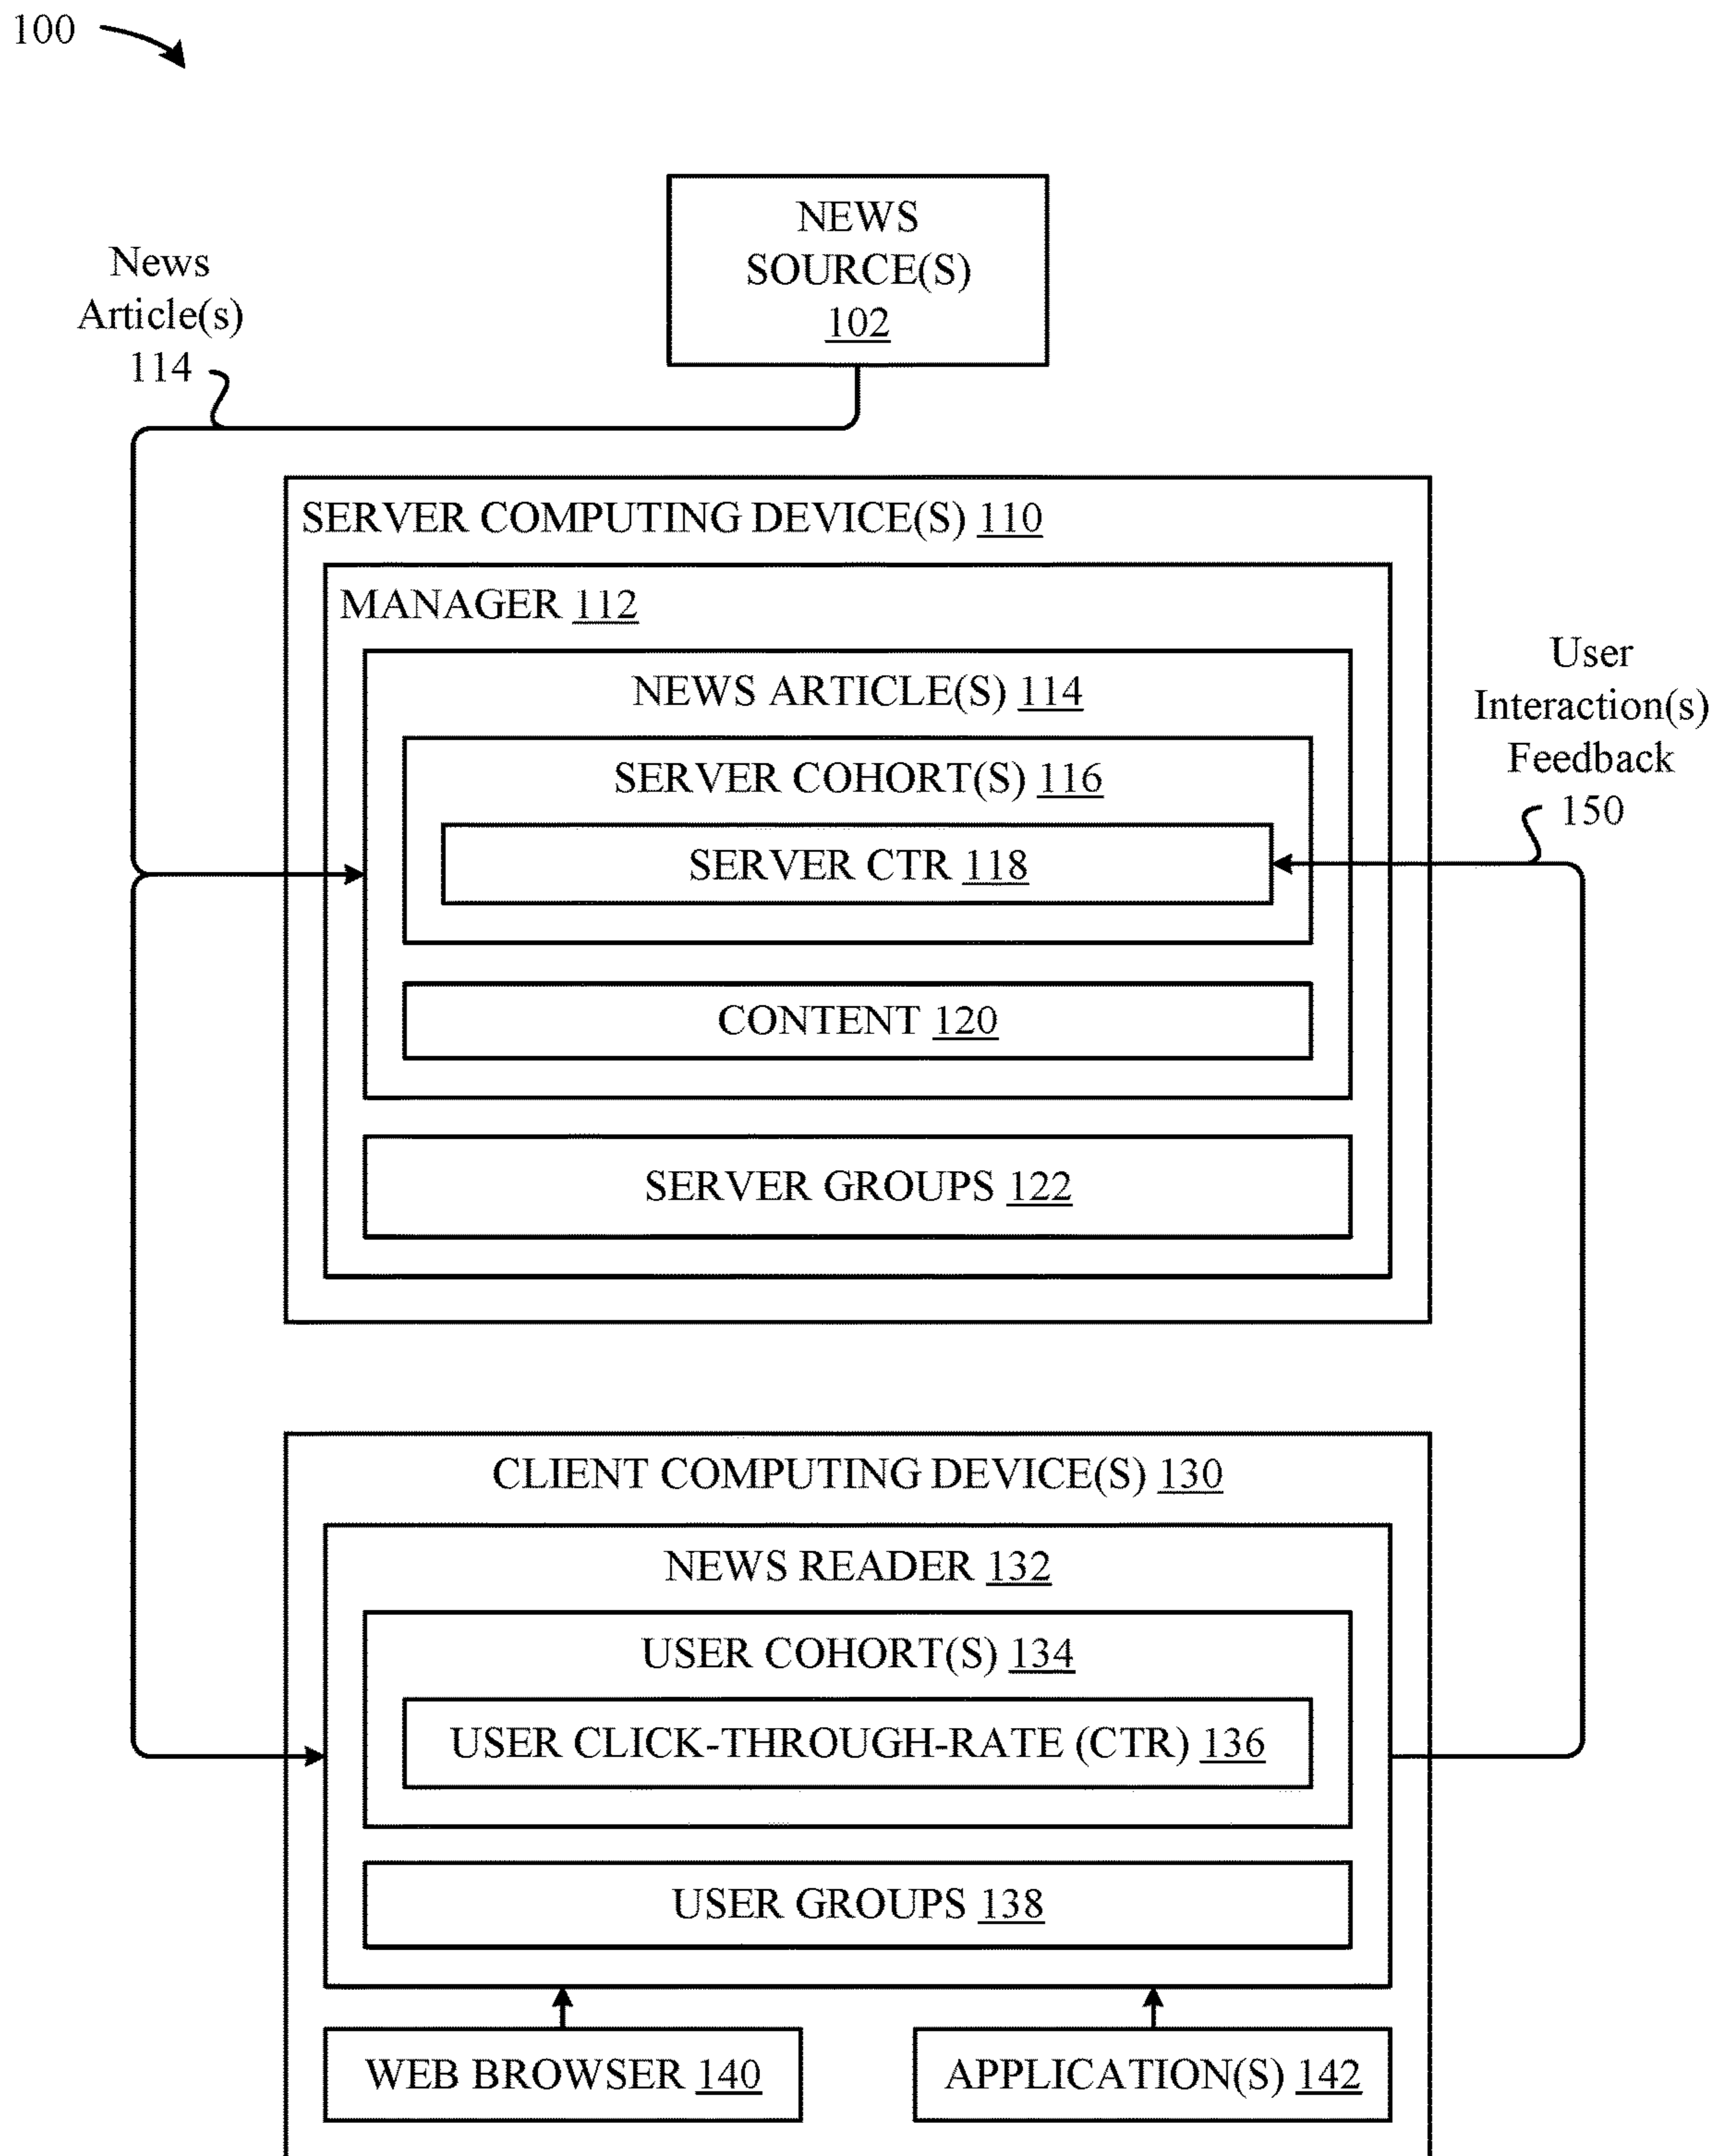 100
NEWS
SOURCE(S)
102
News
Article(s)
114
SERVER COMPUTING DEVICE(S) 110
MANAGER 112
NEWS ARTICLE(S) 114
SERVER COHORT(S) 116
SERVER CTR 118
CONTENT 120
SERVER GROUPS 122
User
Interaction(s)
Feedback
150
CLIENT COMPUTING DEVICE(S) 130
NEWS READER 132
USER COHORT(S) 134
USER CLICK-THROUGH-RATE (CTR) 136
USER GROUPS 138
WEB BROWSER 140
APPLICATION(S) 142